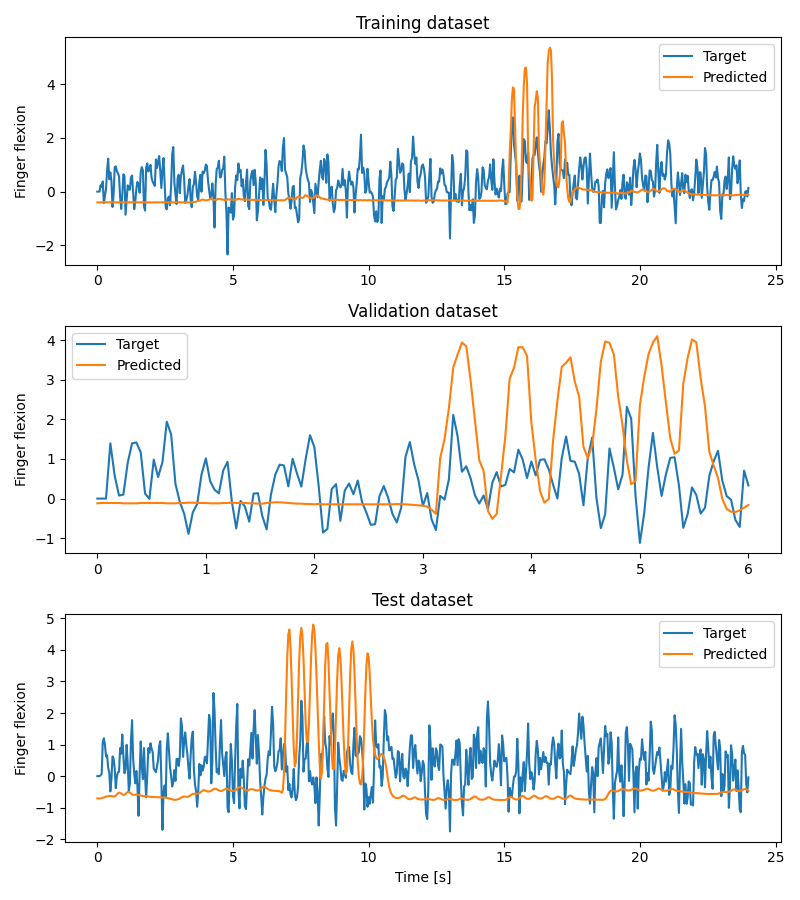 Training dataset
Finger flexion
4
2
0
−2
Target
Predicted
0 5 10 15 20 25
Validation dataset
Finger flexion
4
3
2
1
0
−1
Target
Predicted
0 1 2 3 4 5 6
Test dataset
Finger flexion
5
4
3
2
1
0
−1
−2
Target
Predicted
0 5 10 15 20 25
Time [s]